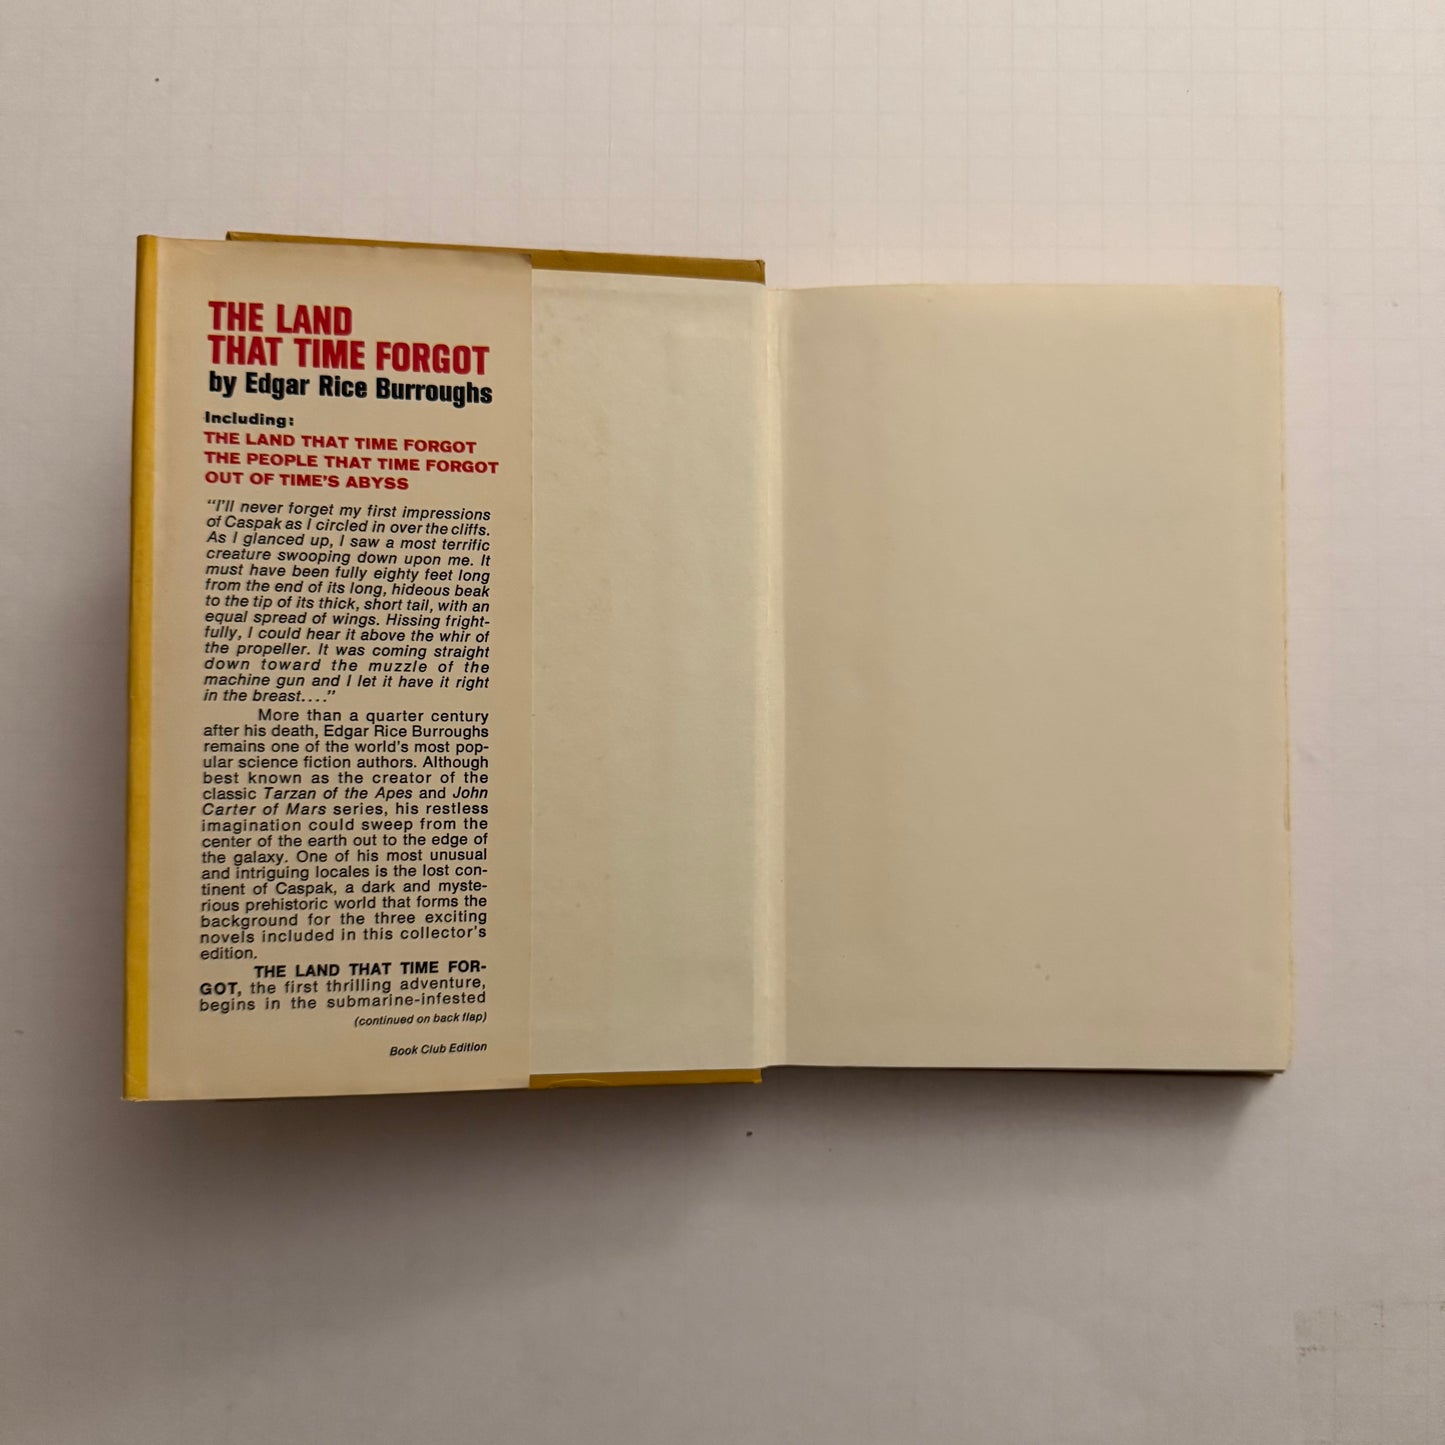 THE LAND
THAT TIME FORGOT
by Edgar Rice Burroughs
Including:
THE LAND THAT TIME FORGOT
THE PEOPLE THAT TIME FORGOT
OUT OF TIME'S ABYSS
"I'll never forget my first impressions
of Caspak as I circled in over the cliffs.
As I glanced up, I saw a most terrific
creature swooping down upon me. It
must have been fully eighty feet long
from the end of its long, hideous beak
to the tip of its thick, short tail, with an
equal spread of wings. Hissing fright-
fully, I could hear it above the whir of
the propeller. It was coming straight
down toward the muzzle of the
machine gun and I let it have it right
in the breast...."
More than a quarter century
after his death, Edgar Rice Burroughs
remains one of the world's most pop-
ular science fiction authors. Although
best known as the creator of the
classic Tarzan of the Apes and John
Carter of Mars series, his restless
imagination could sweep from the
center of the earth out to the edge of
the galaxy. One of his most unusual
and intriguing locales is the lost con-
tinent of Caspak, a dark and myste-
rious prehistoric world that forms the
background for the three exciting
novels included in this collector's
edition.
THE LAND THAT TIME FOR-
GOT, the first thrilling adventure,
begins in the submarine-infested
(continued on back flap)
Book Club Edition